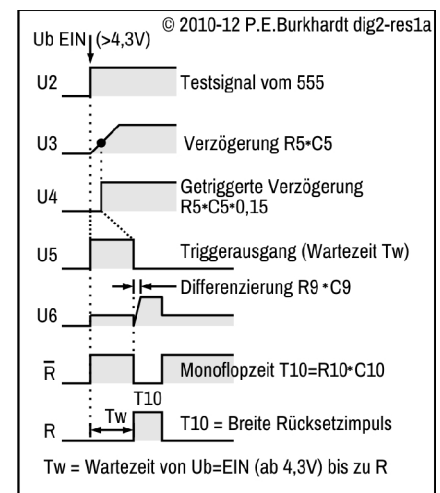 © 2010-12 P.E.Burkhardt dig2-res1a
Ub EIN (>4,3V)
U2 Testsignal vom 555
U3 Verzögerung R5*C5
U4 Getriggerte Verzögerung
R5*C5*0,15
U5 Triggerausgang (Wartezeit Tw)
Differenzierung R9 *C9
U6
R Monoflopzeit T10=R10*C10
T10
Tw
R T10 = Breite Rücksetzimpuls
Tw = Wartezeit von Ub=EIN (ab 4,3V) bis zu R